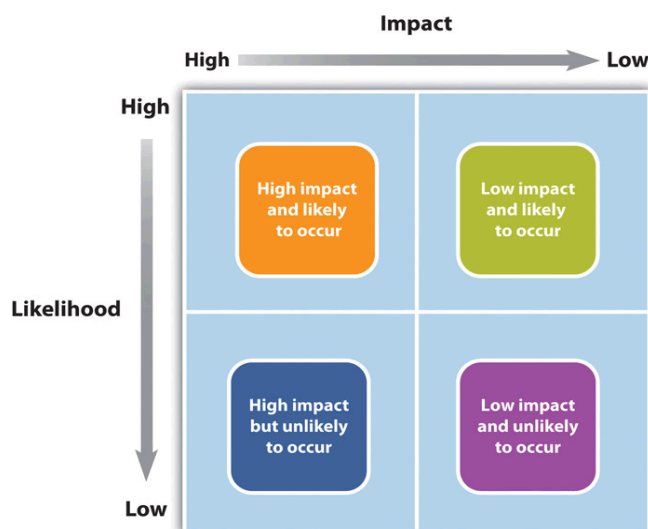 Impact
High
Low
High
High impact
and likely
to occur
Low impact
and likely
to occur
Likelihood
High impact
but unlikely
to occur
Low impact
and unlikely
to occur
Low